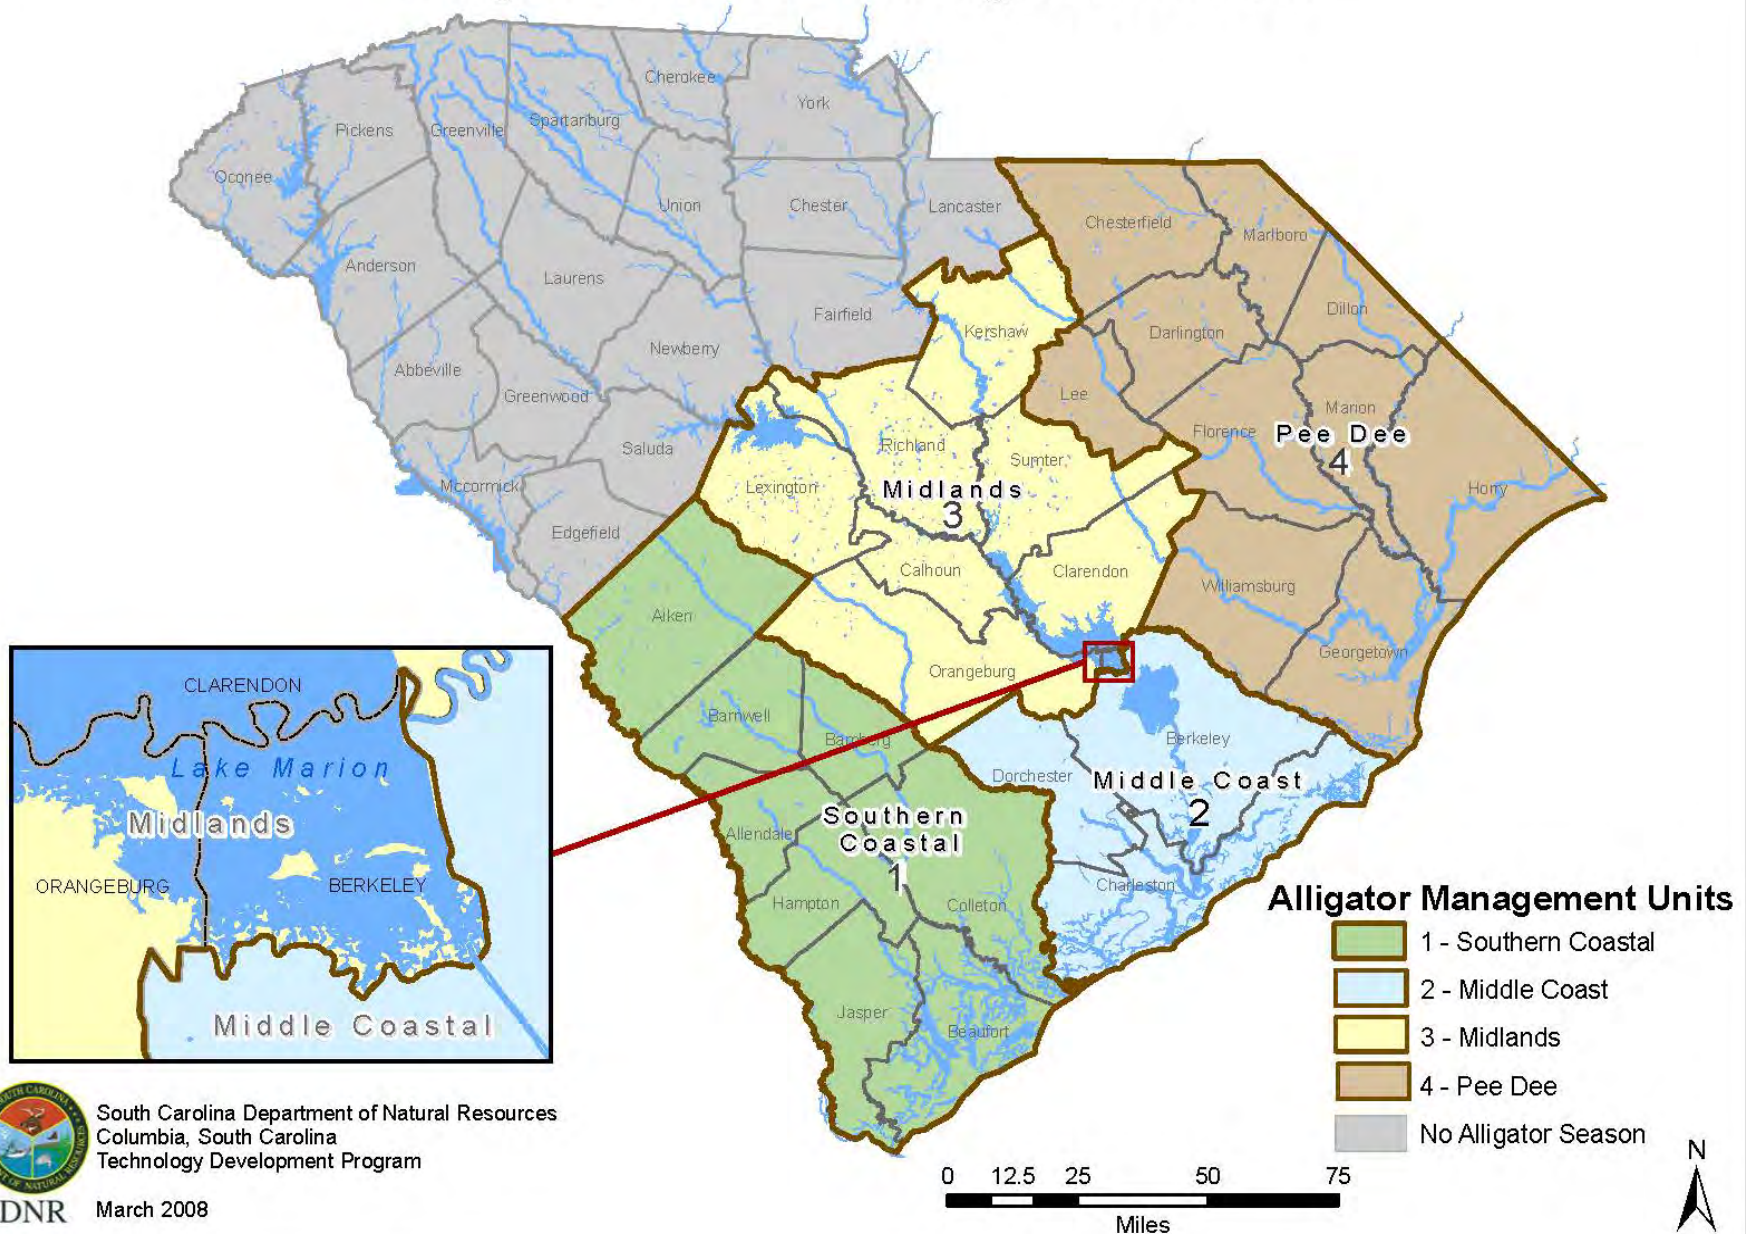 Cherokee
York
Pickens
Greenville
Spartanburg
Oconee
Union
Chester
Lancaster
Chesterfield
Marlboro
Anderson
Laurens
Fairfield
Kershaw
Darlington
Dillon
Newberry
Abbeville
Greenwood
Lee
Marion
Florence
Pee Dee
4
Saluda
Richland
Sumter
Mccormick
Lexington
Midlands
3
Horry
Edgefield
Calhoun
Clarendon
Williamsburg
Aiken
Orangeburg
Georgetown
Barnwell
Bamberg
Berkeley
Dorchester
Middle Coast
2
Southern
Coastal
1
Allendale
Hampton
Colleton
Charleston
Jasper
Beaufort
CLARENDON
Lake Marion
Midlands
ORANGEBURG
BERKELEY
Middle Coastal
Alligator Management Units
1 - Southern Coastal
2 - Middle Coast
3 - Midlands
4 - Pee Dee
No Alligator Season
South Carolina Department of Natural Resources
Columbia, South Carolina
Technology Development Program
DNR
March 2008
0 12.5 25 50 75
Miles
N